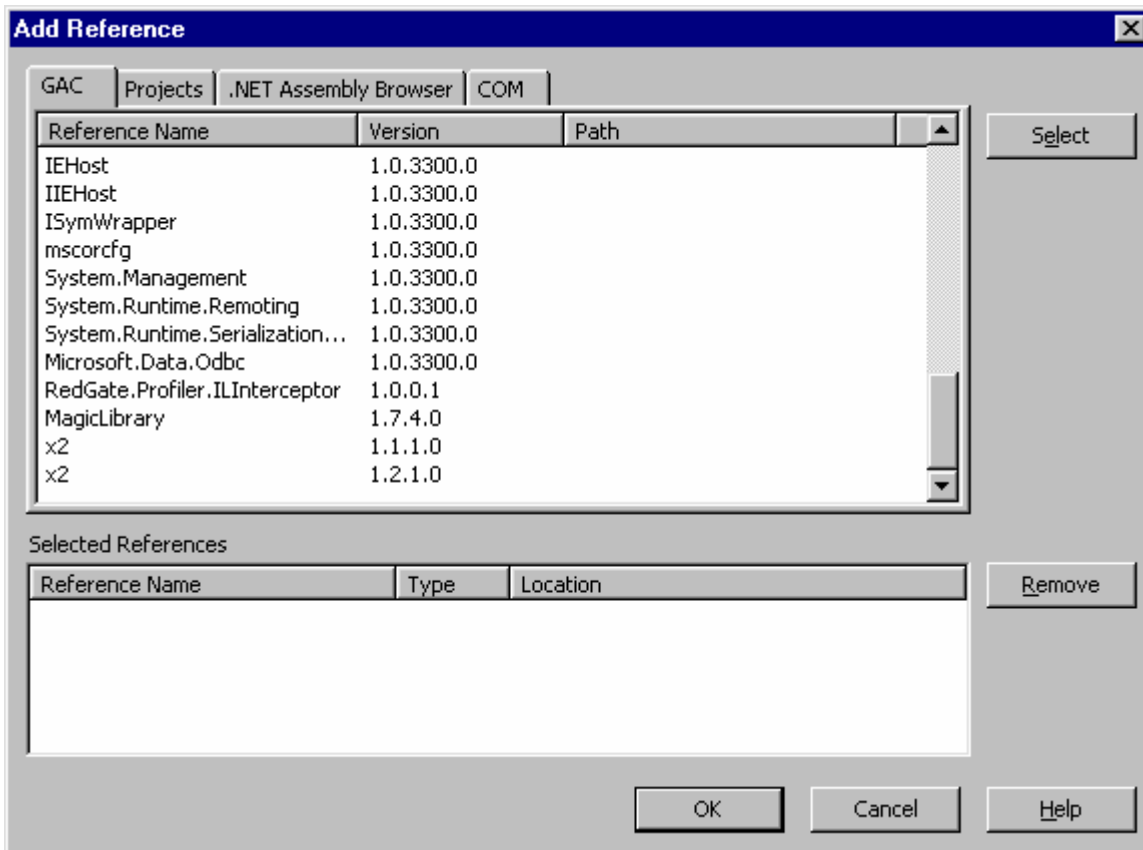 Add Reference
GAC Projects .NET Assembly Browser COM
Reference Name Version Path
Select
IEHost 1.0.3300.0
IIEHost 1.0.3300.0
ISymWrapper 1.0.3300.0
mscorcfg 1.0.3300.0
System.Management 1.0.3300.0
System.Runtime.Remoting 1.0.3300.0
System.Runtime.Serialization... 1.0.3300.0
Microsoft.Data.Odbc 1.0.3300.0
RedGate.Profiler.ILInterceptor 1.0.0.1
MagicLibrary 1.7.4.0
x2 1.1.1.0
x2 1.2.1.0
Selected References
Reference Name Type Location
Remove
OK Cancel Help